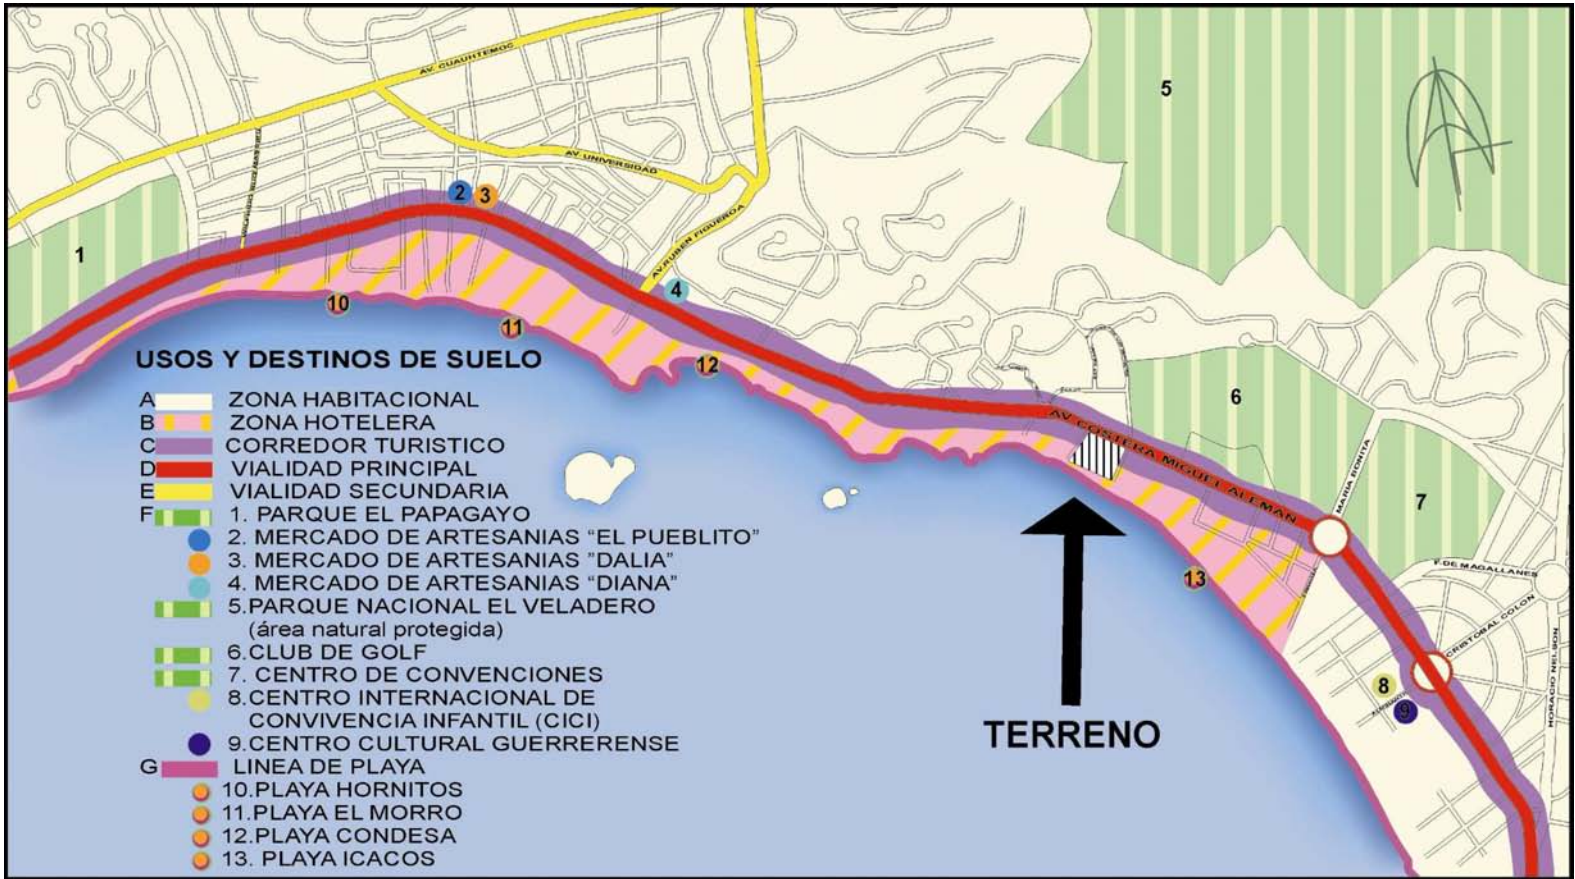 AV. CUAUHTEMOC
AV. UNIVERSIDAD
AV.RUBEN FIGUEROA
5
1
2
3
4
10
11
12
6
7
13
8
9
AV. COSTERA MIGUEL ALEMAN
MARIA BONITA
F.DE MAGALLANES
CRISTOBAL COLON
HORACIO NELSON
TERRENO
USOS Y DESTINOS DE SUELO
A ZONA HABITACIONAL
B ZONA HOTELERA
C CORREDOR TURISTICO
D VIALIDAD PRINCIPAL
E VIALIDAD SECUNDARIA
F 1. PARQUE EL PAPAGAYO
2. MERCADO DE ARTESANIAS “EL PUEBLITO”
3. MERCADO DE ARTESANIAS “DALIA”
4. MERCADO DE ARTESANIAS “DIANA”
5.PARQUE NACIONAL EL VELADERO
(área natural protegida)
6.CLUB DE GOLF
7. CENTRO DE CONVENCIONES
8.CENTRO INTERNACIONAL DE
CONVIVENCIA INFANTIL (CICI)
9.CENTRO CULTURAL GUERRERENSE
G LINEA DE PLAYA
10.PLAYA HORNITOS
11.PLAYA EL MORRO
12.PLAYA CONDESA
13. PLAYA ICACOS